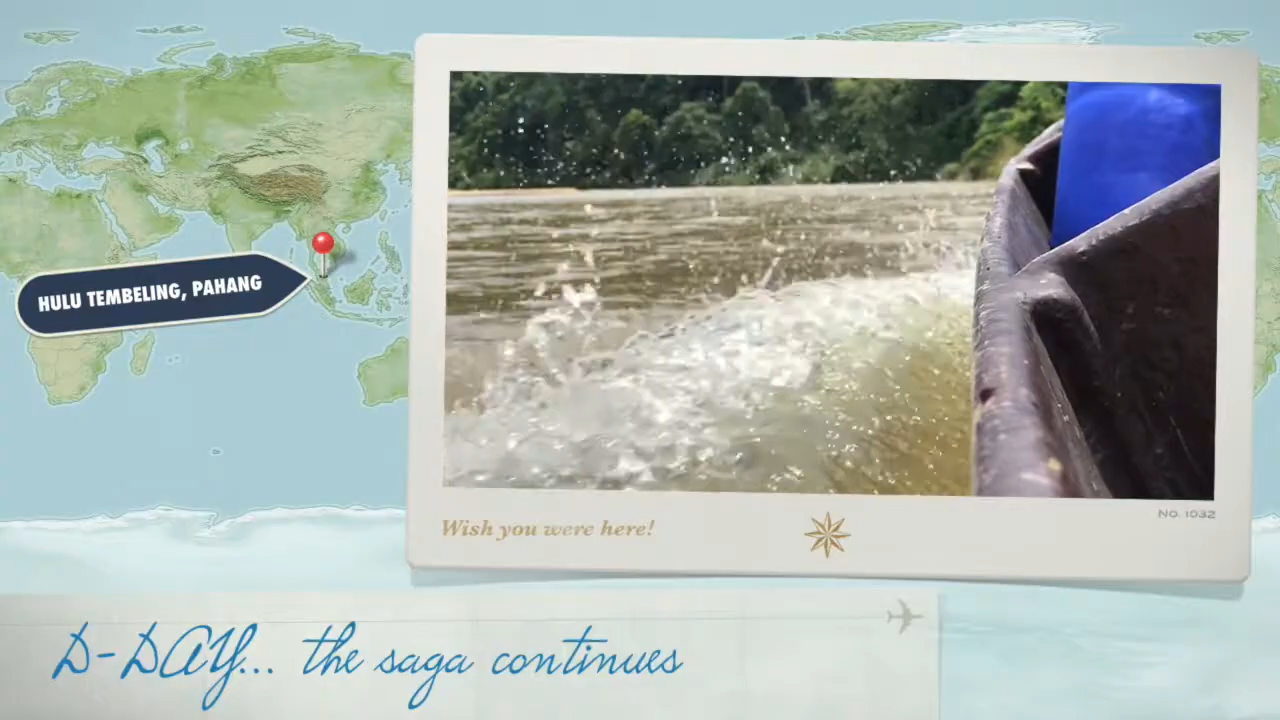 HULU TEMBELING, PAHANG
Wish you were here!
NO. 1032
D-DAY... the saga continues